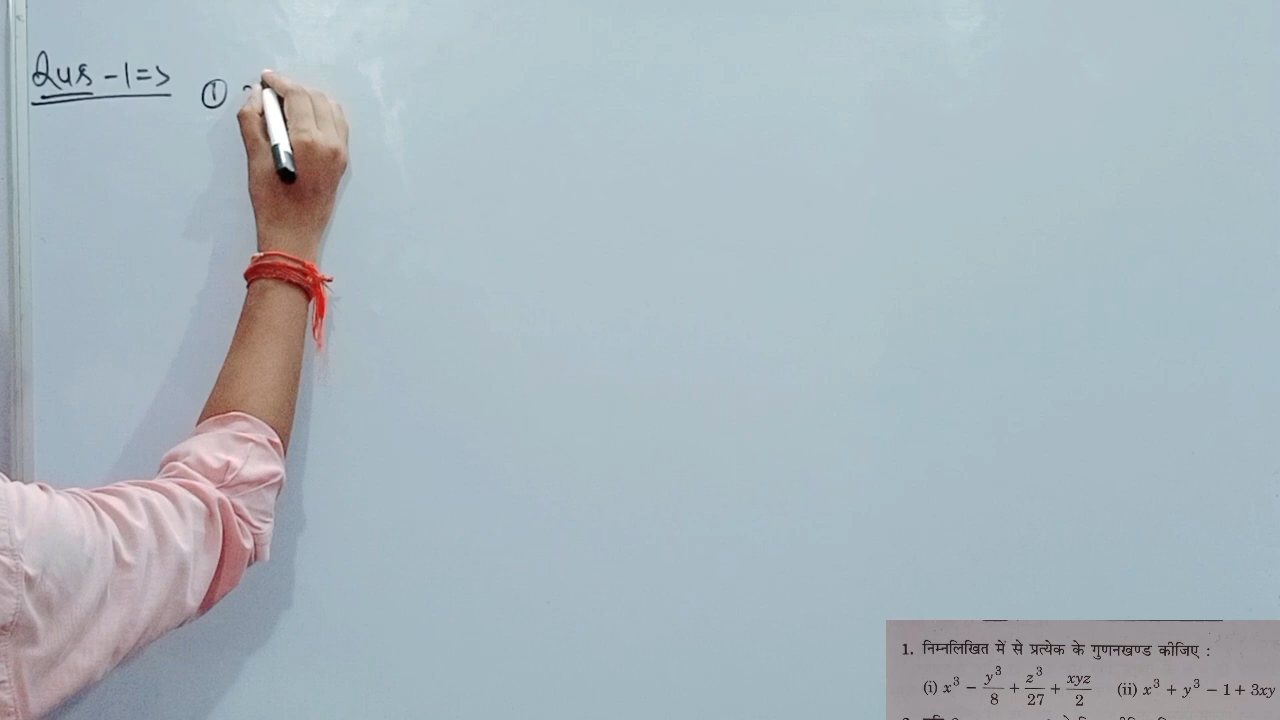 Qus - 1 =>
① 
1. निम्नलिखित में से प्रत्येक के गुणनखण्ड कीजिए :
(i) x³ − y³/8 + z³/27 + xyz/2 (ii) x³ + y³ − 1 + 3xy